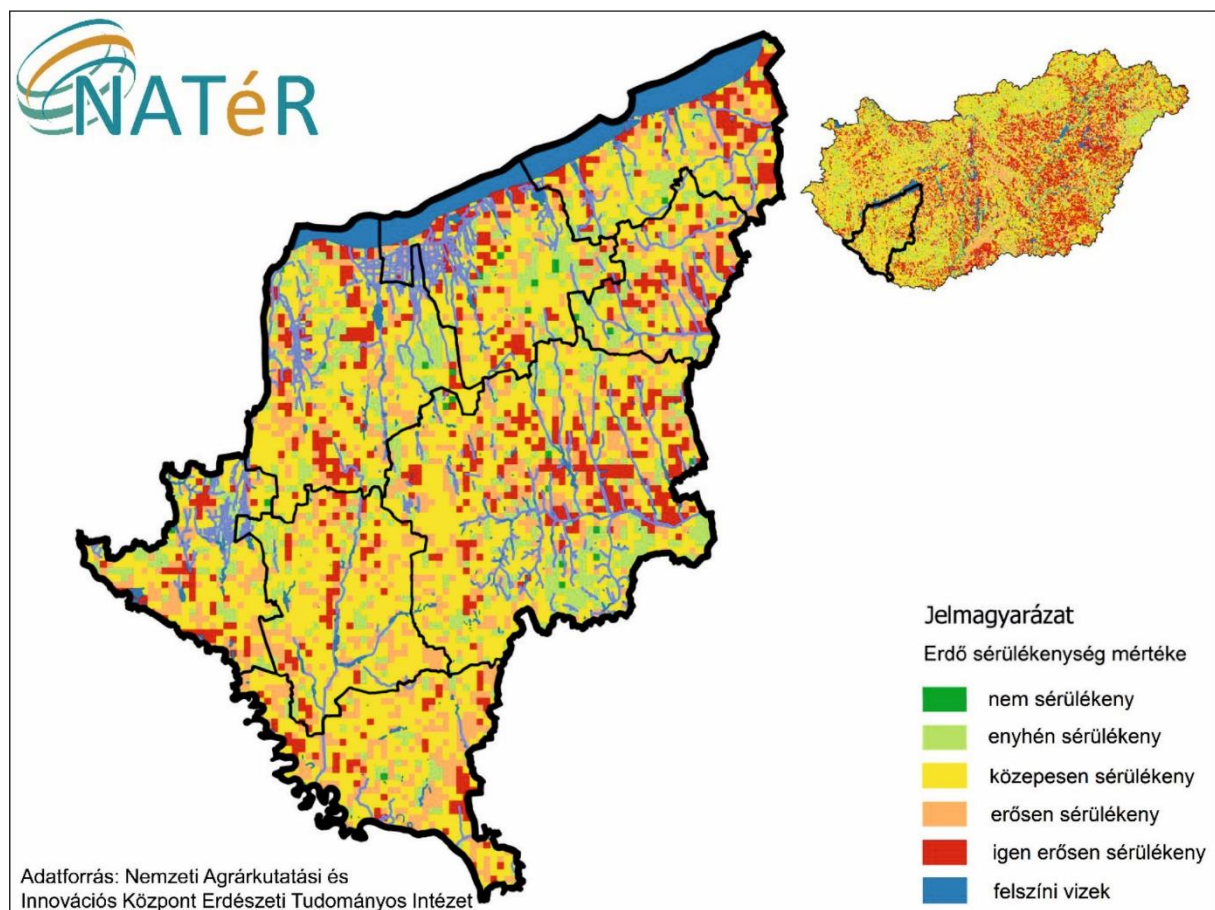 NATéR
Jelmagyarázat
Erdő sérülékenység mértéke
nem sérülékeny
enyhén sérülékeny
közepesen sérülékeny
erősen sérülékeny
igen erősen sérülékeny
felszíni vizek
Adatforrás: Nemzeti Agrárkutatási és
Innovációs Központ Erdészeti Tudományos Intézet